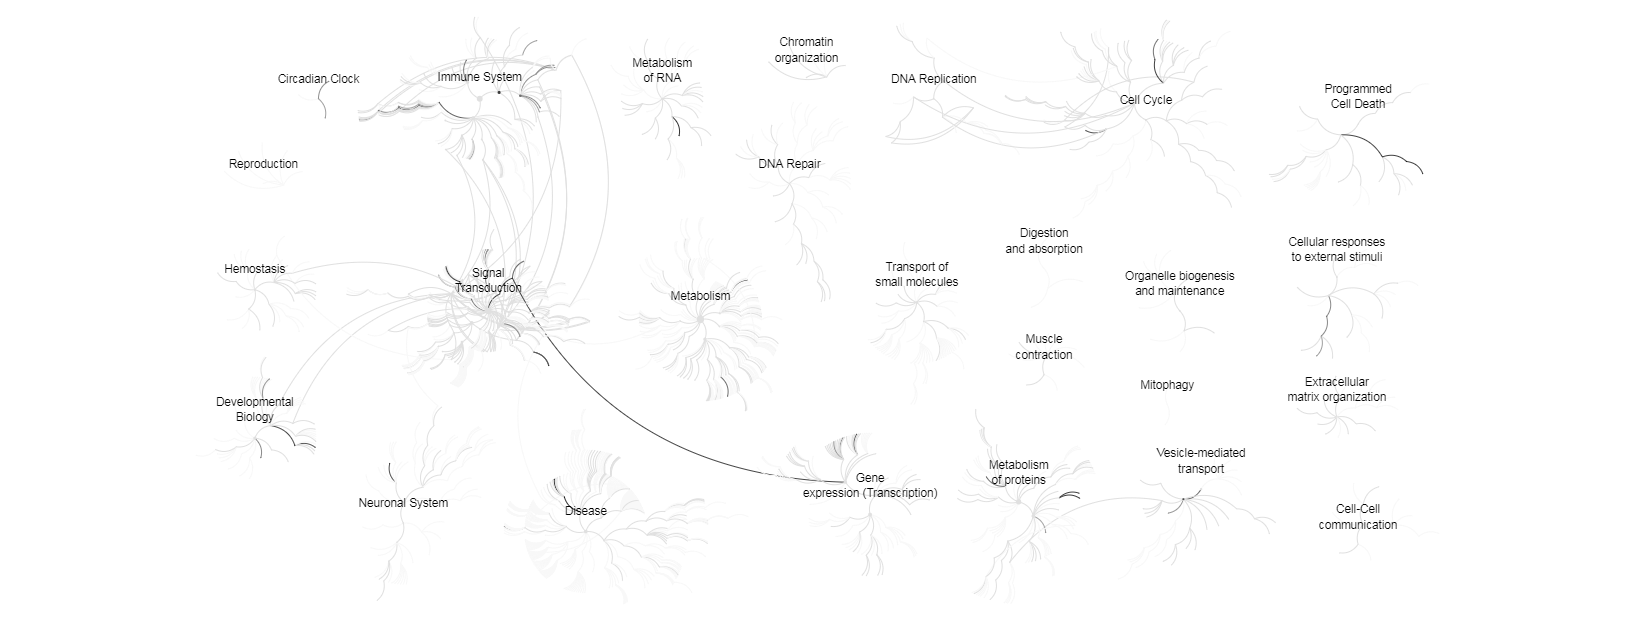 Chromatin
organization
Circadian Clock
Immune System
Metabolism
of RNA
DNA Replication
Cell Cycle
Programmed
Cell Death
Reproduction
DNA Repair
Digestion
and absorption
Cellular responses
to external stimuli
Hemostasis
Signal
Transduction
Metabolism
Transport of
small molecules
Organelle biogenesis
and maintenance
Muscle
contraction
Mitophagy
Extracellular
matrix organization
Developmental
Biology
Neuronal System
Disease
Gene
expression (Transcription)
Metabolism
of proteins
Vesicle-mediated
transport
Cell-Cell
communication